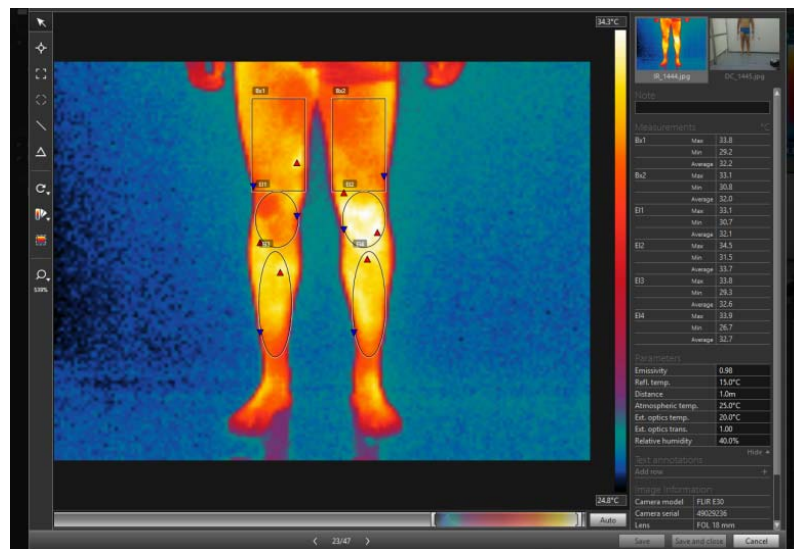 34.3°C
IR_1444.jpg DC_1445.jpg
Note
Measurements °C
Bx1 Max 33.8
Min 29.2
Average 32.2
Bx2 Max 33.1
Min 30.8
Average 32.0
El1 Max 33.1
Min 30.7
Average 32.1
El2 Max 34.5
Min 31.5
Average 33.7
El3 Max 33.8
Min 29.3
Average 32.6
El4 Max 33.9
Min 26.7
Average 32.7
Parameters
Emissivity 0.98
Refl. temp. 15.0°C
Distance 1.0m
Atmospheric temp. 25.0°C
Ext. optics temp. 20.0°C
Ext. optics trans. 1.00
Relative humidity 40.0%
Hide
Text annotations
Add row +
Image Information
Camera model FLIR E30
Camera serial 49029236
Lens FOL 18 mm
Bx1 Bx2
El1 El2
El3 El4
538%
24.8°C
Auto
23/47
Save Save and close Cancel